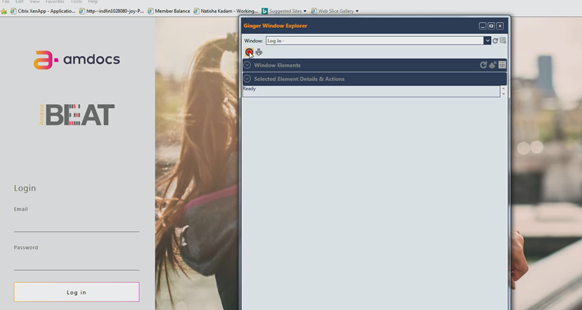 File Edit View Favorites Tools Help
Citrix XenApp - Applicatio... http--indlin1028080-joy-P... Member Balance Natisha Kadam - Working... Suggested Sites Web Slice Gallery
amdocs
BEAT
Login
Email
Password
Log in
Ginger Window Explorer
Window: Log In -
Window Elements
Selected Element Details & Actions
Ready